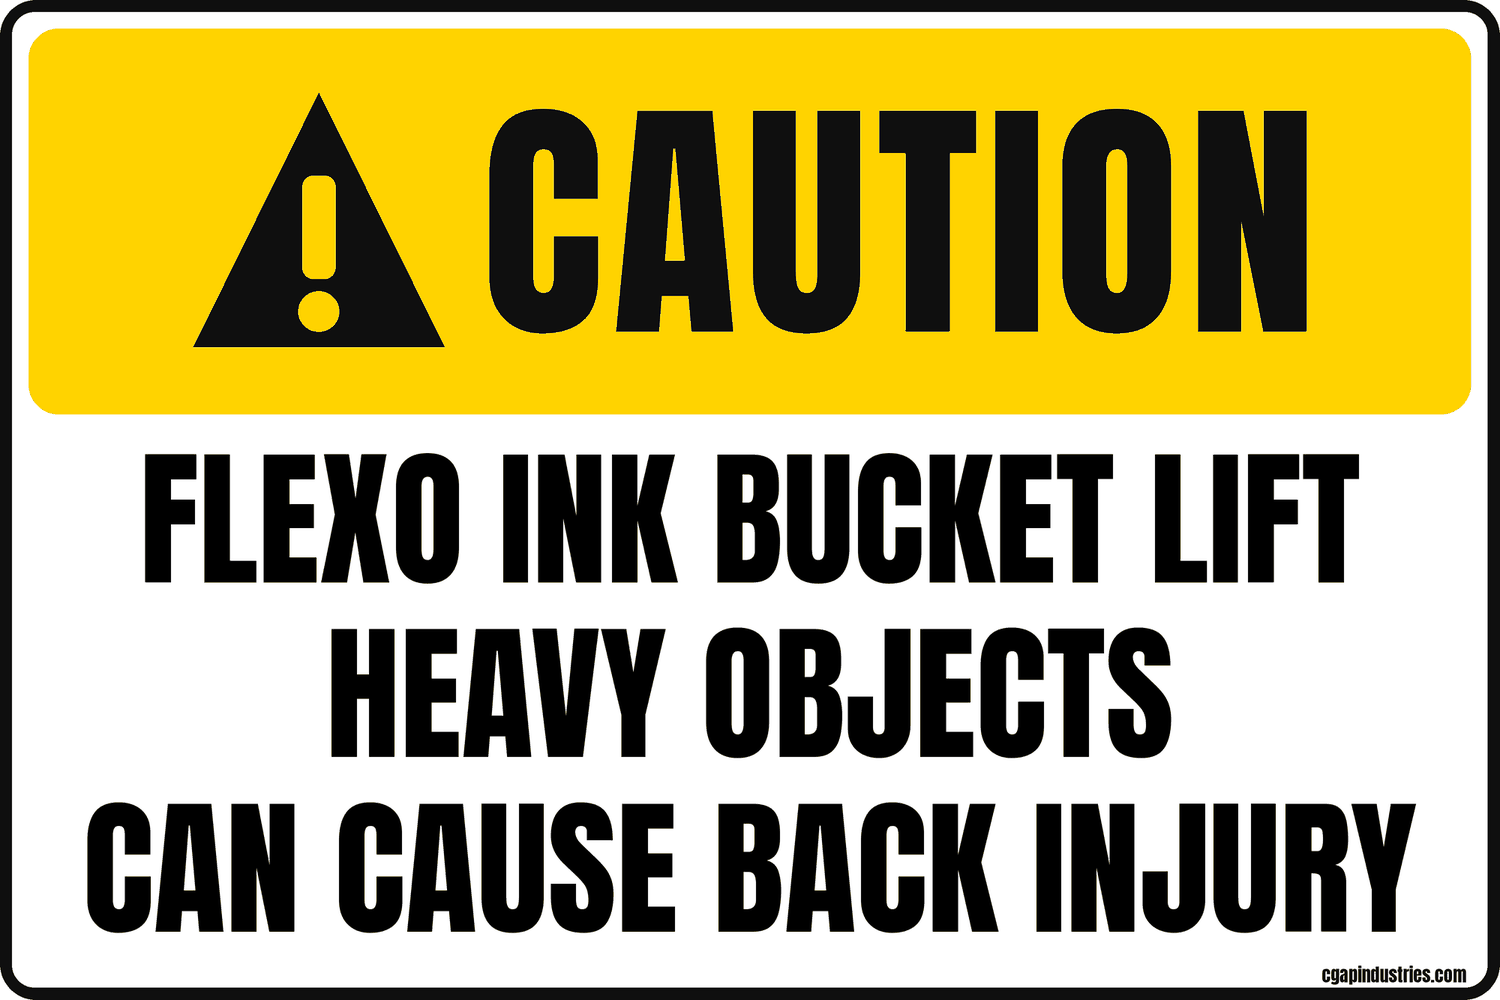 CAUTION
FLEXO INK BUCKET LIFT
HEAVY OBJECTS
CAN CAUSE BACK INJURY
cgapindustries.com